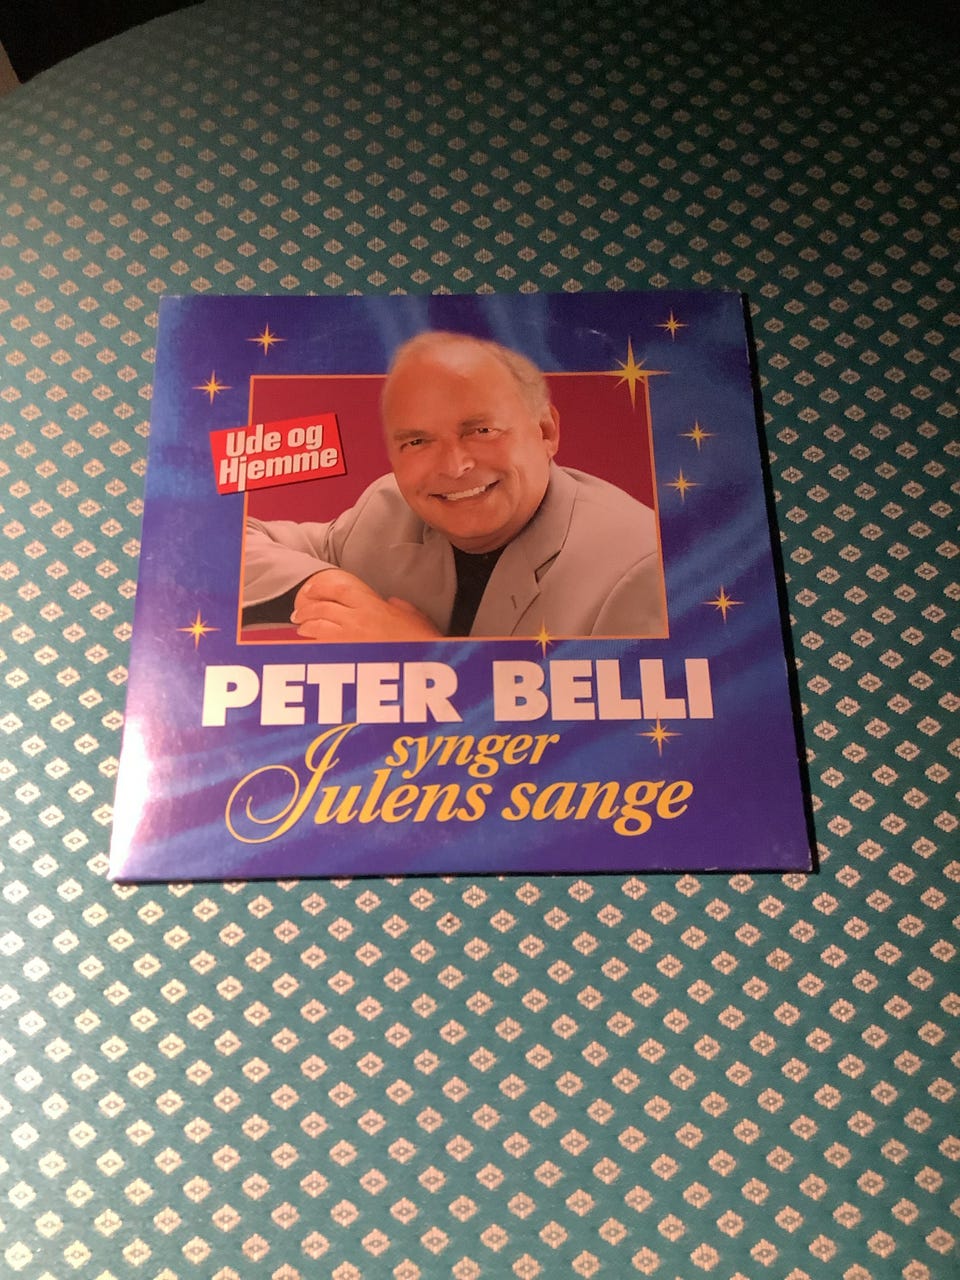 Ude og
Hjemme
PETER BELLI
synger
Julens sange